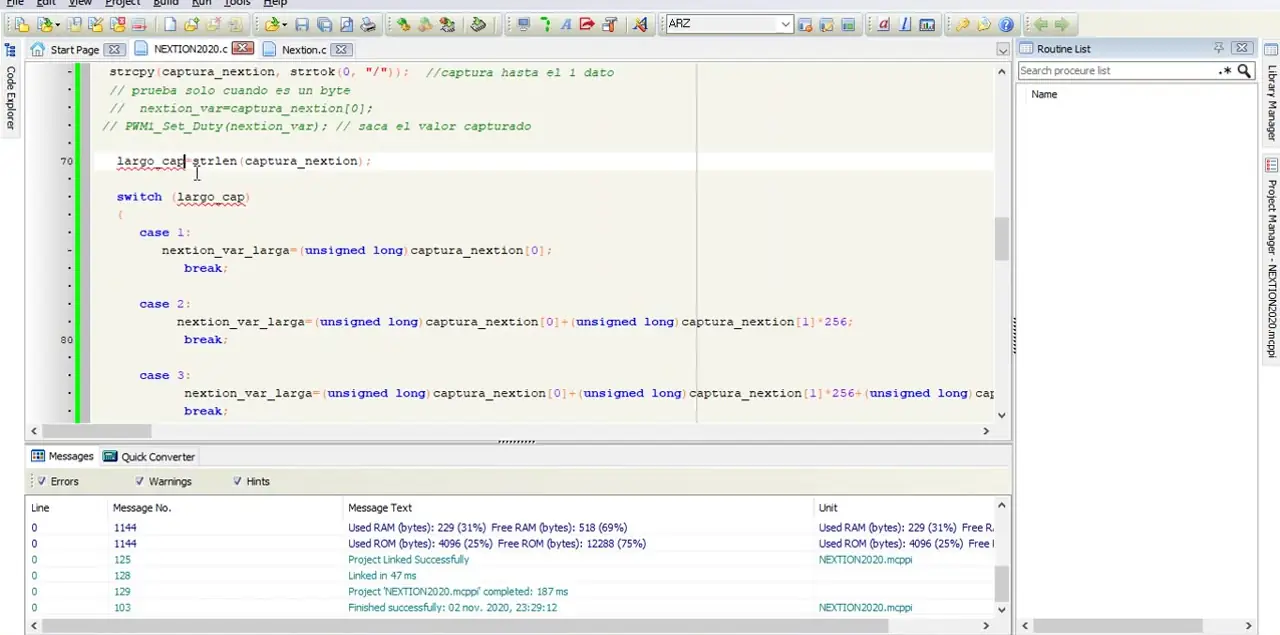 File Edit View Project Build Run Tools Help
ARZ
Start Page NEXTION2020.c Nextion.c
Routine List
Code Explorer
Search proceure list .*
Name
Library Manager
Project Manager - NEXTION2020.mcppi
strcpy(captura_nextion, strtok(0, "/"));  //captura hasta el 1 dato
// prueba solo cuando es un byte
//  nextion_var=captura_nextion[0];
// PWM1_Set_Duty(nextion_var); // saca el valor capturado
70 largo_cap=strlen(captura_nextion);
switch (largo_cap)
{
case 1:
nextion_var_larga=(unsigned long)captura_nextion[0];
break;
case 2:
nextion_var_larga=(unsigned long)captura_nextion[0]+(unsigned long)captura_nextion[1]*256;
80 break;
case 3:
nextion_var_larga=(unsigned long)captura_nextion[0]+(unsigned long)captura_nextion[1]*256+(unsigned long)cap
break;
Messages Quick Converter
Errors Warnings Hints
Line Message No. Message Text Unit
0 1144 Used RAM (bytes): 229 (31%) Free RAM (bytes): 518 (69%) Used RAM (bytes): 229 (31%) Free R
0 1144 Used ROM (bytes): 4096 (25%) Free ROM (bytes): 12288 (75%) Used ROM (bytes): 4096 (25%) Free
0 125 Project Linked Successfully NEXTION2020.mcppi
0 128 Linked in 47 ms
0 129 Project 'NEXTION2020.mcppi' completed: 187 ms
0 103 Finished successfully: 02 nov. 2020, 23:29:12 NEXTION2020.mcppi